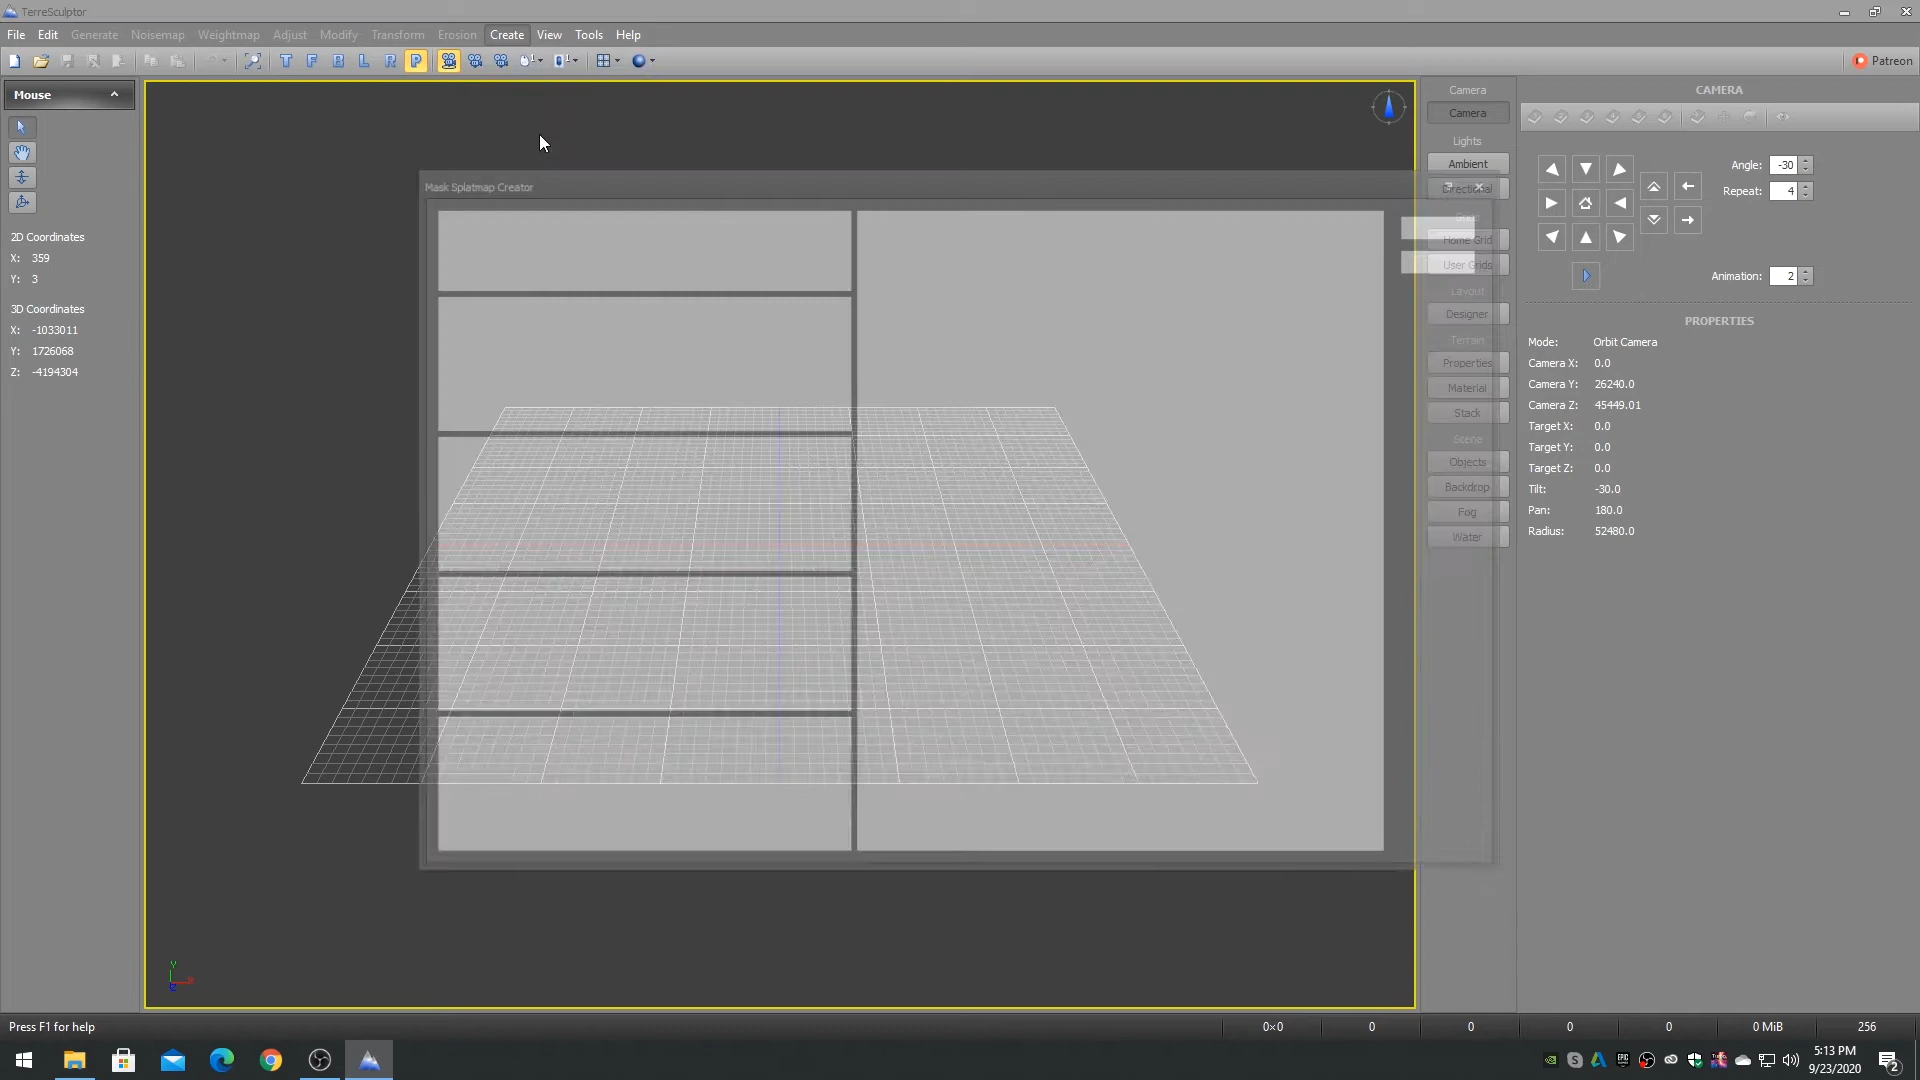 TerreSculptor
File Edit Generate Noisemap Weightmap Adjust Modify Transform Erosion Create View Tools Help
T F B L R P
Patreon
Mouse
2D Coordinates
X: 359
Y: 3
3D Coordinates
X: -1033011
Y: 1726068
Z: -4194304
Mask Splatmap Creator
Camera
Camera
Lights
Ambient
Directional
Grids
Home Grid
User Grids
Layout
Designer
Terrain
Properties
Material
Stack
Scene
Objects
Backdrop
Fog
Water
CAMERA
Angle: -30
Repeat: 4
Animation: 2
PROPERTIES
Mode: Orbit Camera
Camera X: 0.0
Camera Y: 26240.0
Camera Z: 45449.01
Target X: 0.0
Target Y: 0.0
Target Z: 0.0
Tilt: -30.0
Pan: 180.0
Radius: 52480.0
Y
Press F1 for help
0×0 0 0 0 0 0 MiB 256
5:13 PM
9/23/2020
2